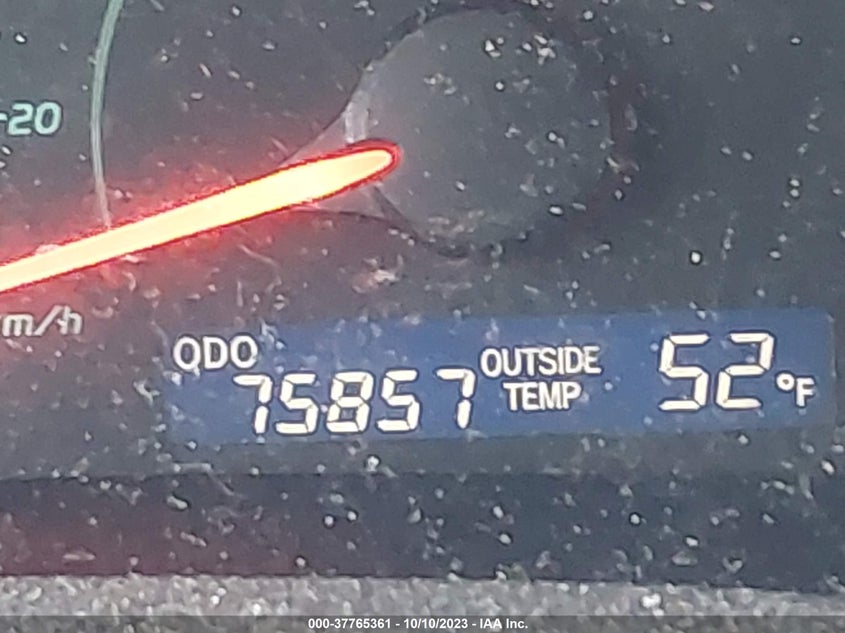 -20
m/h
ODO
75857
OUTSIDE
TEMP
52°F
000-37765361 - 10/10/2023 - IAA Inc.